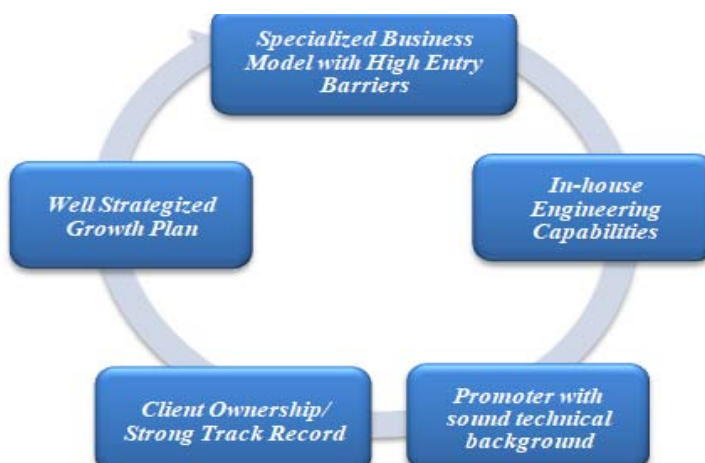 Specialized Business
Model with High Entry
Barriers
In-house
Engineering
Capabilities
Promoter with
sound technical
background
Client Ownership/
Strong Track Record
Well Strategized
Growth Plan